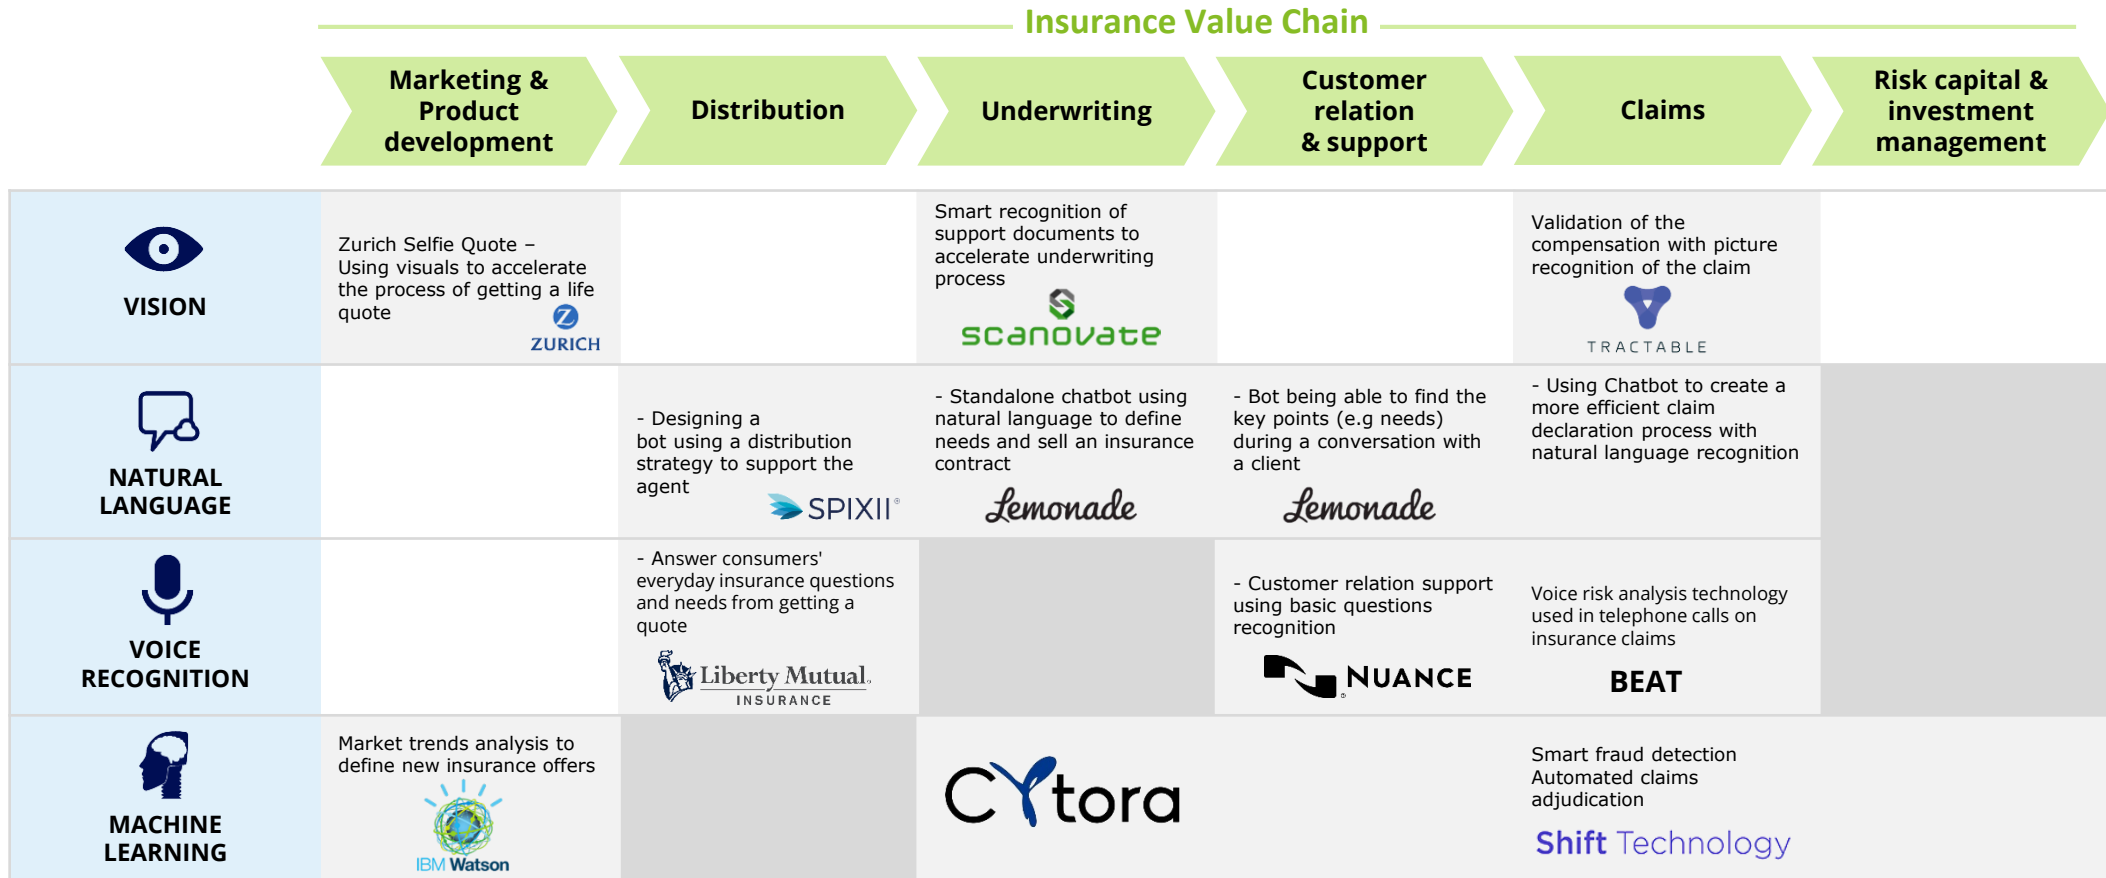 Insurance Value Chain
Marketing &
Product
development
Distribution
Underwriting
Customer
relation
& support
Claims
Risk capital &
investment
management
VISION
Zurich Selfie Quote –
Using visuals to accelerate
the process of getting a life
quote
ZURICH
Smart recognition of
support documents to
accelerate underwriting
process
scanovate
Validation of the
compensation with picture
recognition of the claim
TRACTABLE
NATURAL
LANGUAGE
- Designing a
bot using a distribution
strategy to support the
agent
SPIXII®
- Standalone chatbot using
natural language to define
needs and sell an insurance
contract
Lemonade
- Bot being able to find the
key points (e.g needs)
during a conversation with
a client
Lemonade
- Using Chatbot to create a
more efficient claim
declaration process with
natural language recognition
VOICE
RECOGNITION
- Answer consumers'
everyday insurance questions
and needs from getting a
quote
Liberty Mutual
INSURANCE
- Customer relation support
using basic questions
recognition
NUANCE
Voice risk analysis technology
used in telephone calls on
insurance claims
BEAT
MACHINE
LEARNING
Market trends analysis to
define new insurance offers
IBM Watson
Cytora
Smart fraud detection
Automated claims
adjudication
Shift Technology